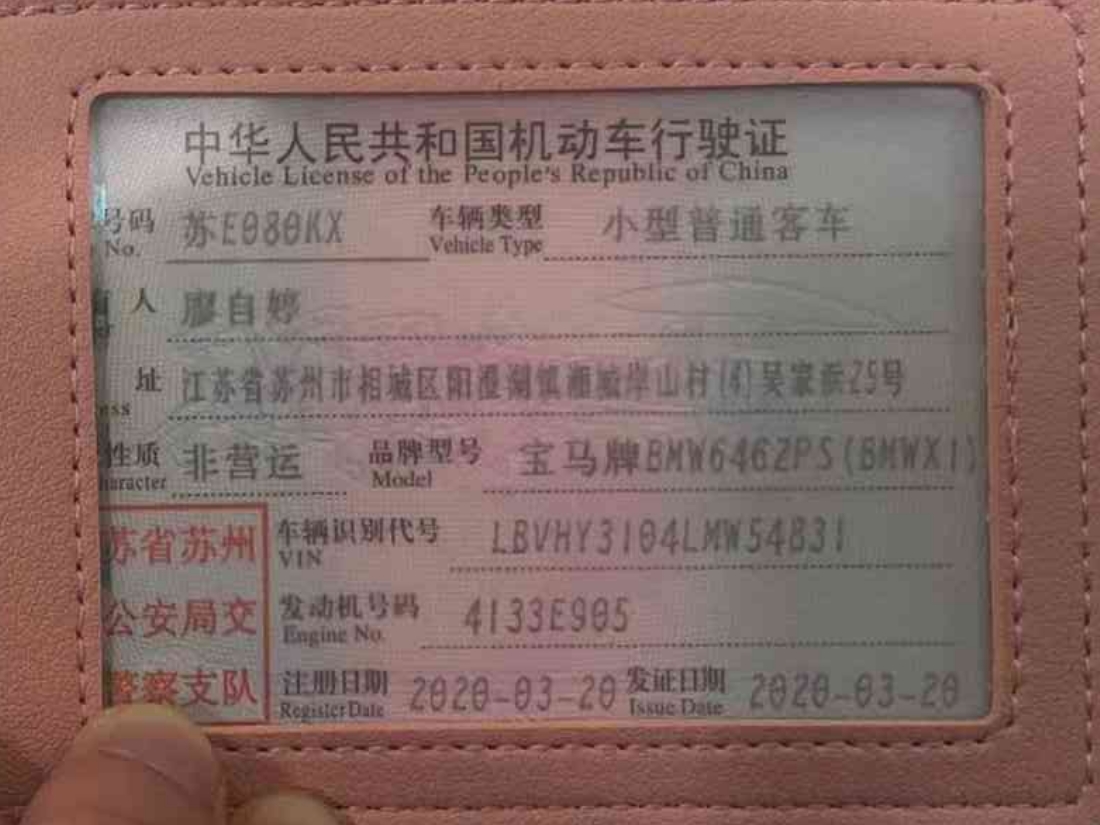 中华人民共和国机动车行驶证
Vehicle License of the People's Republic of China
号码 苏E080KX 车辆类型 小型普通客车
No. Vehicle Type
人 廖自婷
址 江苏省苏州市相城区阳澄湖镇湘城岸山村(4)吴家浜25号
ess
性质 非营运 品牌型号 宝马牌BMW6462PS(BMWX1)
haracter Model
苏省苏州 车辆识别代号 LBVHY3104LMW54831
VIN
公安局交 发动机号码 4133E905
Engine No.
警察支队 注册日期 2020-03-20 发证日期 2020-03-20
Register Date Issue Date